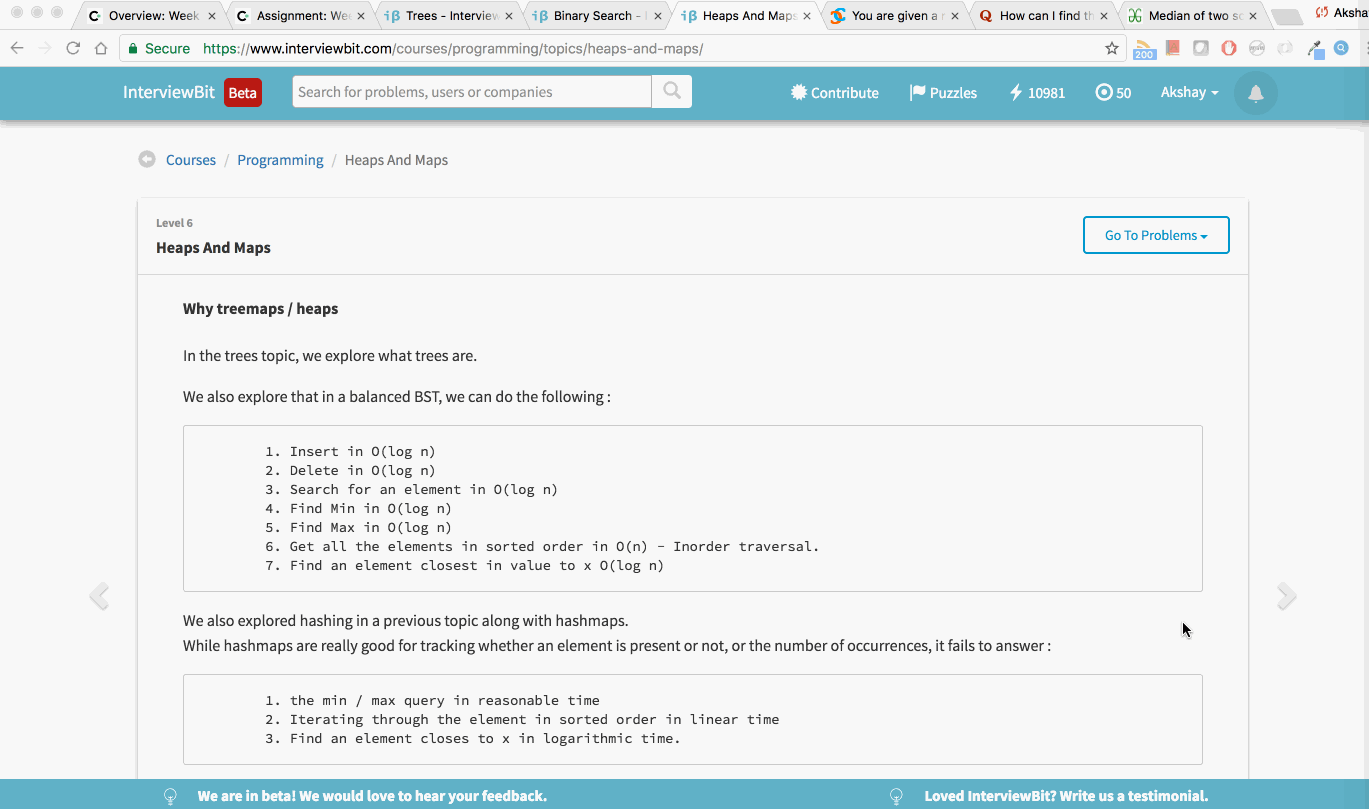 Overview: Week
Assignment: We
Trees - Interview
Binary Search -
Heaps And Maps
You are given a
How can I find th
Median of two so
Aksha
Secure https://www.interviewbit.com/courses/programming/topics/heaps-and-maps/
200
InterviewBit Beta Search for problems, users or companies Contribute Puzzles 10981 50 Akshay
Courses / Programming / Heaps And Maps
Level 6
Heaps And Maps
Go To Problems
Why treemaps / heaps
In the trees topic, we explore what trees are.
We also explore that in a balanced BST, we can do the following :
1. Insert in O(log n)
2. Delete in O(log n)
3. Search for an element in O(log n)
4. Find Min in O(log n)
5. Find Max in O(log n)
6. Get all the elements in sorted order in O(n) - Inorder traversal.
7. Find an element closest in value to x O(log n)
We also explored hashing in a previous topic along with hashmaps.
While hashmaps are really good for tracking whether an element is present or not, or the number of occurrences, it fails to answer :
1. the min / max query in reasonable time
2. Iterating through the element in sorted order in linear time
3. Find an element closes to x in logarithmic time.
We are in beta! We would love to hear your feedback.
Loved InterviewBit? Write us a testimonial.